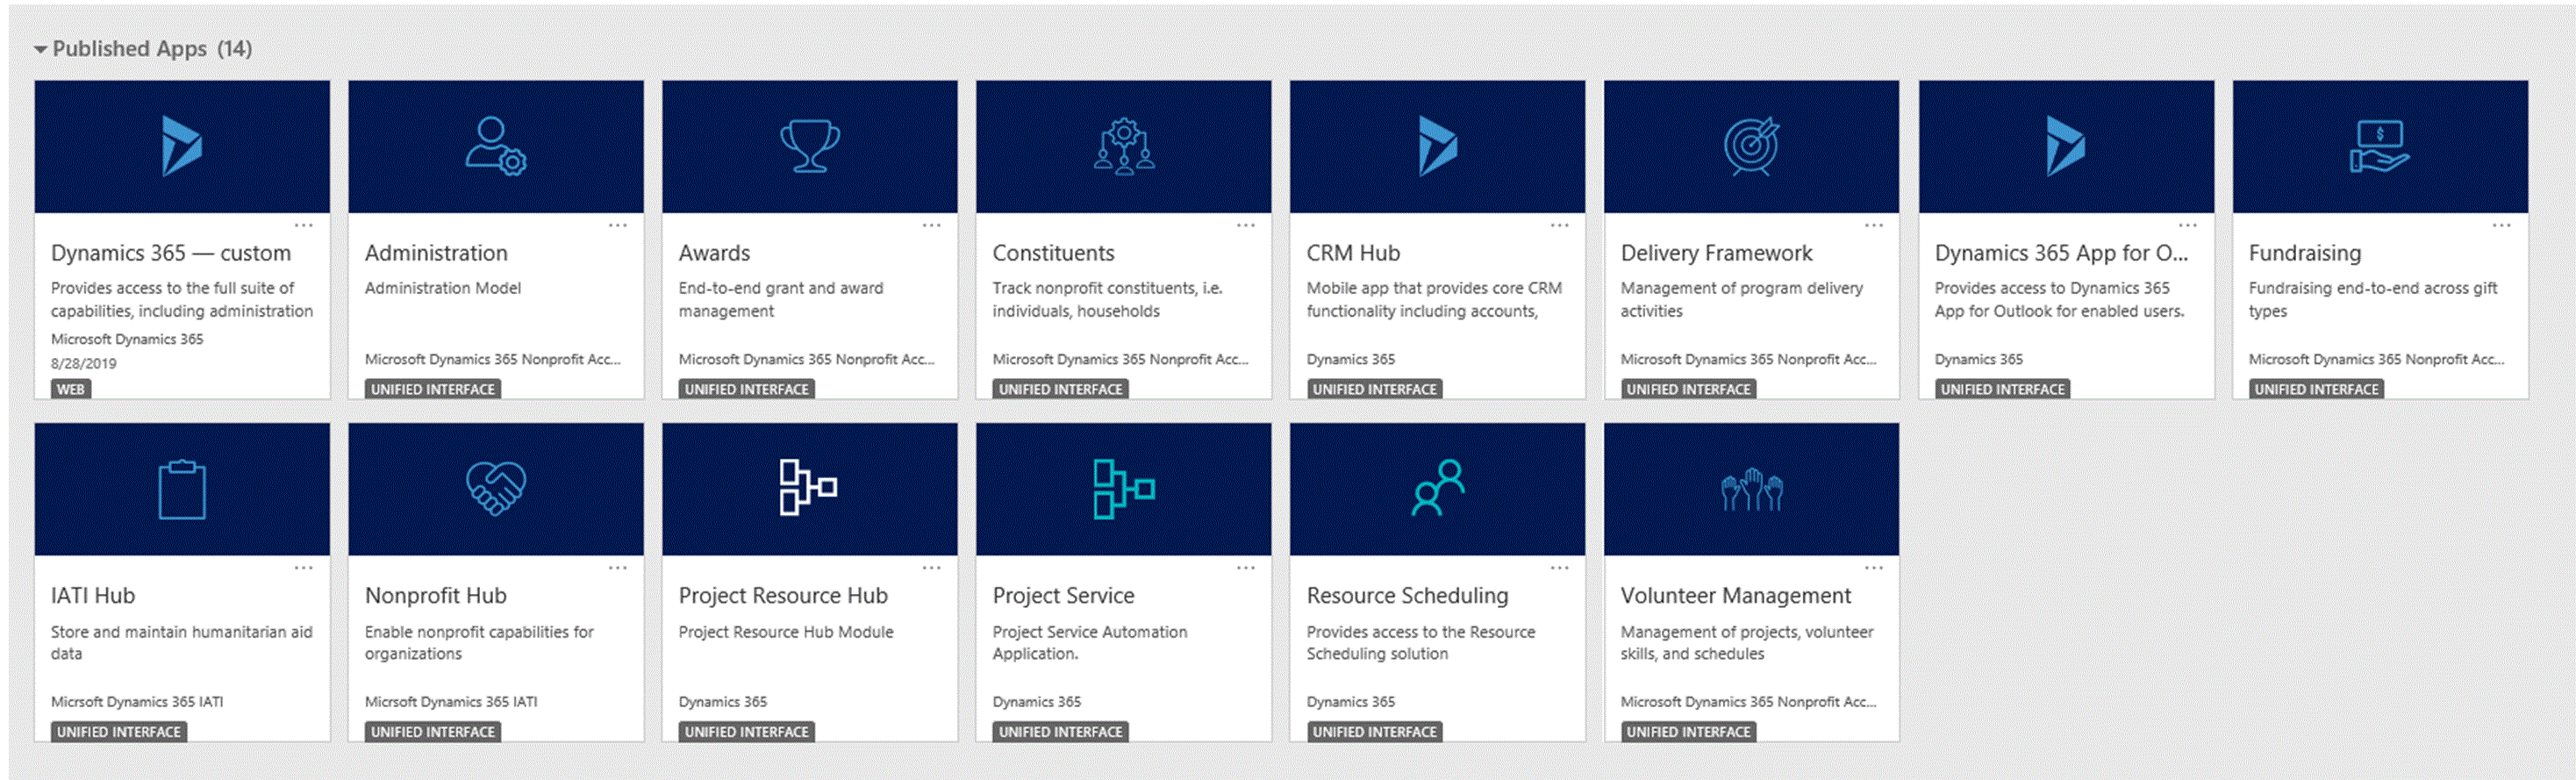 Published Apps (14)
Dynamics 365 — custom
Provides access to the full suite of
capabilities, including administration
Microsoft Dynamics 365
8/28/2019
WEB
Administration
Administration Model
Microsoft Dynamics 365 Nonprofit Acc...
UNIFIED INTERFACE
Awards
End-to-end grant and award
management
Microsoft Dynamics 365 Nonprofit Acc...
UNIFIED INTERFACE
Constituents
Track nonprofit constituents, i.e.
individuals, households
Microsoft Dynamics 365 Nonprofit Acc...
UNIFIED INTERFACE
CRM Hub
Mobile app that provides core CRM
functionality including accounts,
Dynamics 365
UNIFIED INTERFACE
Delivery Framework
Management of program delivery
activities
Microsoft Dynamics 365 Nonprofit Acc...
UNIFIED INTERFACE
Dynamics 365 App for O...
Provides access to Dynamics 365
App for Outlook for enabled users.
Dynamics 365
UNIFIED INTERFACE
$
Fundraising
Fundraising end-to-end across gift
types
Microsoft Dynamics 365 Nonprofit Acc...
UNIFIED INTERFACE
IATI Hub
Store and maintain humanitarian aid
data
Micrsoft Dynamics 365 IATI
UNIFIED INTERFACE
Nonprofit Hub
Enable nonprofit capabilities for
organizations
Micrsoft Dynamics 365 IATI
UNIFIED INTERFACE
Project Resource Hub
Project Resource Hub Module
Dynamics 365
UNIFIED INTERFACE
Project Service
Project Service Automation
Application.
Dynamics 365
UNIFIED INTERFACE
Resource Scheduling
Provides access to the Resource
Scheduling solution
Dynamics 365
UNIFIED INTERFACE
Volunteer Management
Management of projects, volunteer
skills, and schedules
Microsoft Dynamics 365 Nonprofit Acc...
UNIFIED INTERFACE